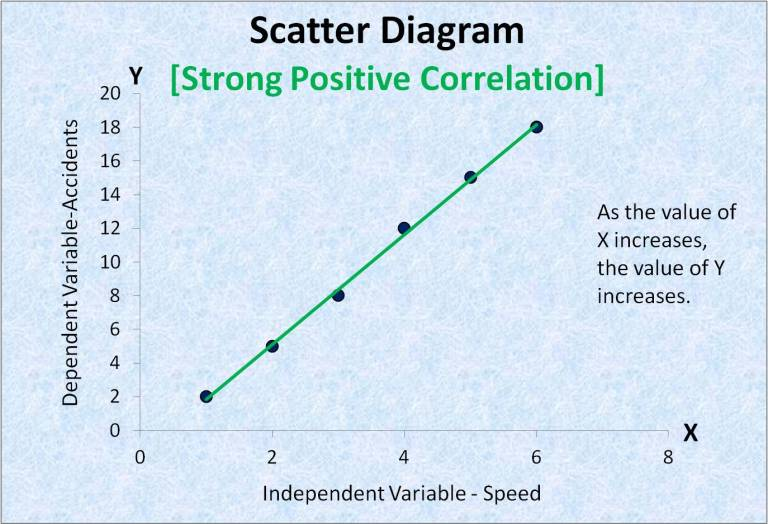 Scatter Diagram
[Strong Positive Correlation]
Y
20
18
16
14
12
10
8
6
4
2
0
Dependent Variable-Accidents
As the value of
X increases,
the value of Y
increases.
0 2 4 6 8
X
Independent Variable - Speed